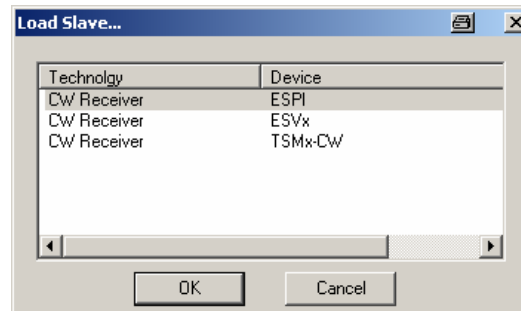 Load Slave...
Technolgy Device
CW Receiver ESPI
CW Receiver ESVx
CW Receiver TSMx-CW
OK Cancel